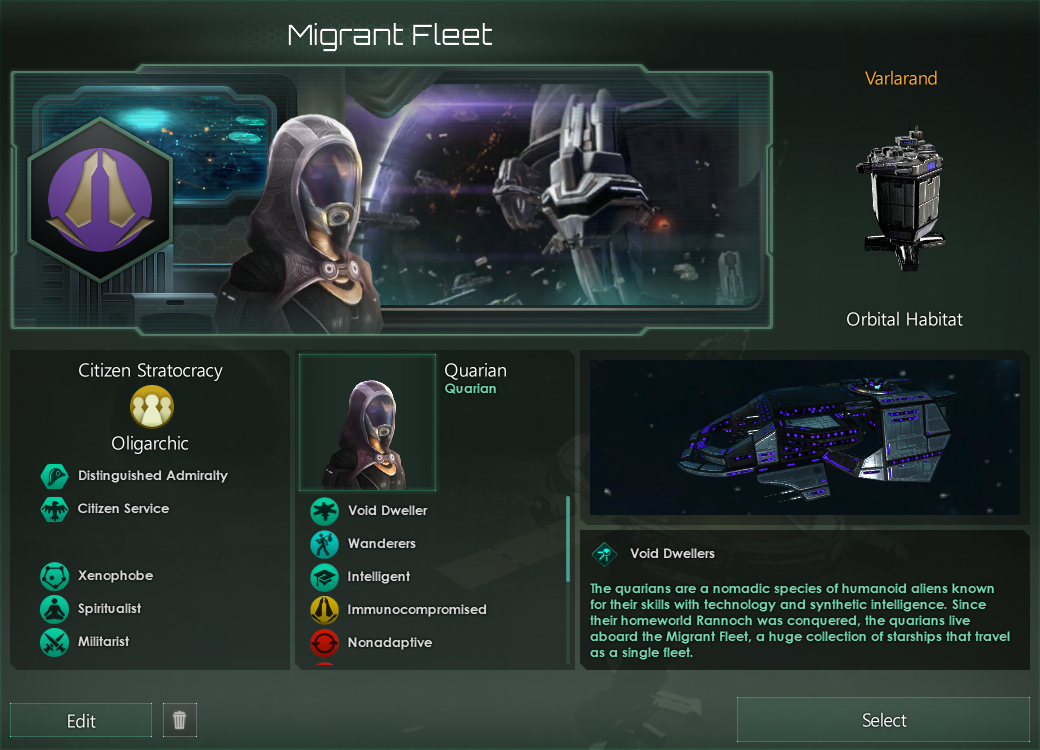 Migrant Fleet
Varlarand
Orbital Habitat
Citizen Stratocracy
Oligarchic
Distinguished Admiralty
Citizen Service
Xenophobe
Spiritualist
Militarist
Quarian
Quarian
Void Dweller
Wanderers
Intelligent
Immunocompromised
Nonadaptive
Void Dwellers
The quarians are a nomadic species of humanoid aliens known
for their skills with technology and synthetic intelligence. Since
their homeworld Rannoch was conquered, the quarians live
aboard the Migrant Fleet, a huge collection of starships that travel
as a single fleet.
Edit
Select